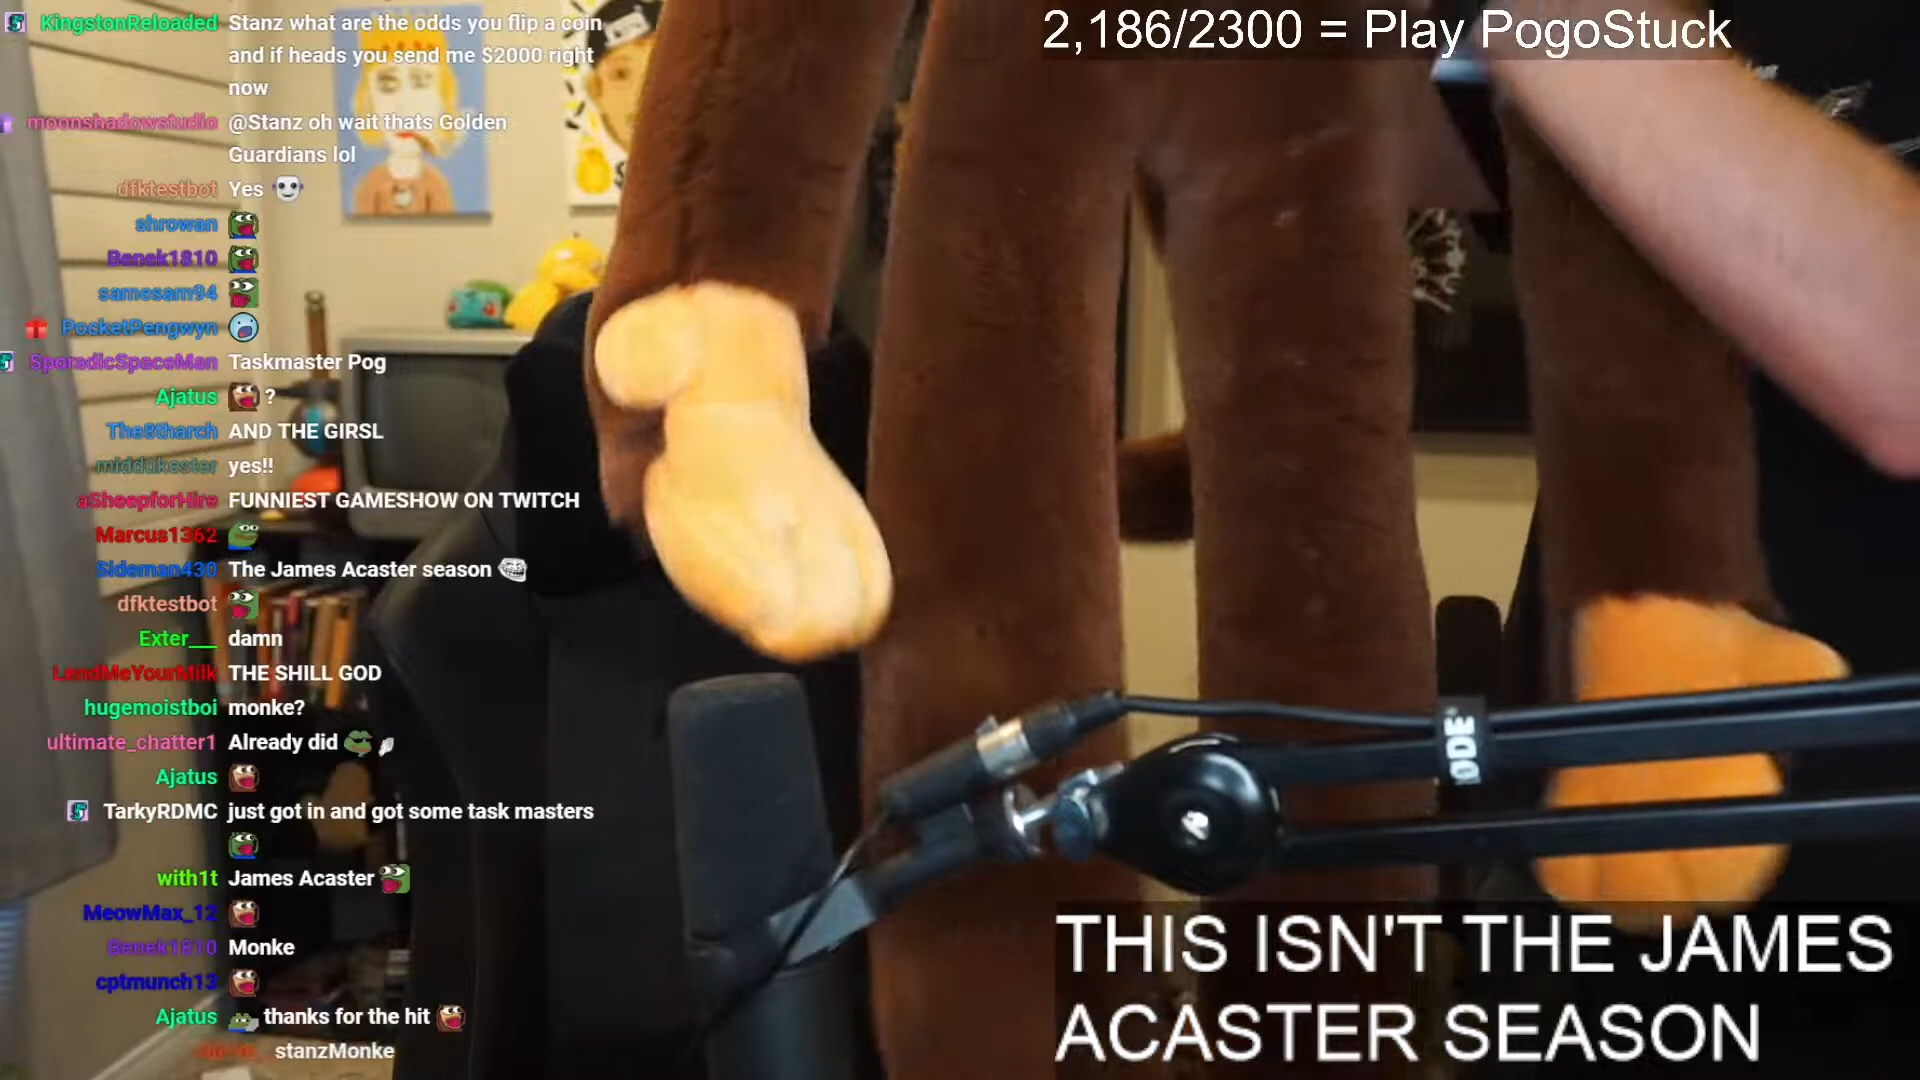 KingstonReloaded Stanz what are the odds you flip a coin
and if heads you send me $2000 right
now
moonshadowstudio @Stanz oh wait thats Golden
Guardians lol
dfktestbot Yes
shrowan
Benek1810
samesam94
PocketPengwyn
SporadicSpaceMan Taskmaster Pog
Ajatus ?
The8tharch AND THE GIRSL
middukester yes!!
aSheepforHire FUNNIEST GAMESHOW ON TWITCH
Marcus1362
Sideman430 The James Acaster season
dfktestbot
Exter___ damn
LendMeYourMilk THE SHILL GOD
hugemoistboi monke?
ultimate_chatter1 Already did
Ajatus
TarkyRDMC just got in and got some task masters
with1t James Acaster
MeowMax_12
Benek1810 Monke
cptmunch13
Ajatus thanks for the hit
stanzMonke
2,186/2300 = Play PogoStuck
THIS ISN'T THE JAMES
ACASTER SEASON